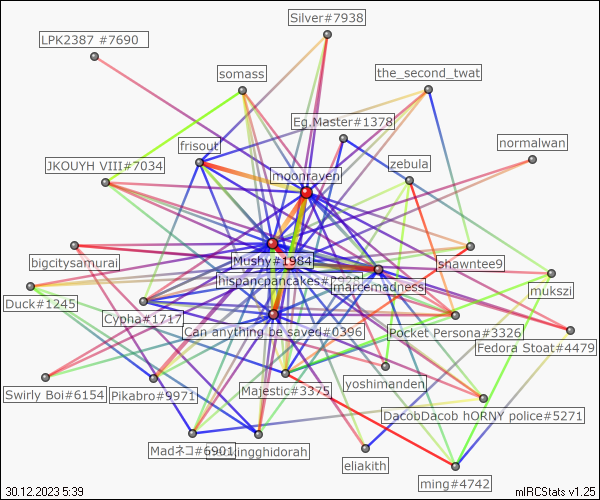 Silver#7938
LPK2387 #7690
somass
the_second_twat
Eg.Master#1378
frisout
normalwan
zebula
JKOUYH VIII#7034
moonraven
bigcitysamurai
Mushy#1984
shawntee9
hispancpancakes#
marcemadness
mukszi
Duck#1245
Cypha#1717
Can anything be saved#0396
Pocket Persona#3326
Fedora Stoat#4479
Swirly Boi#6154
Pikabro#9971
Majestic#3375
yoshimanden
DacobDacob hORNY police#5271
Madネコ#6901
kingghidorah
eliakith
ming#4742
30.12.2023 5:39
mIRCStats v1.25